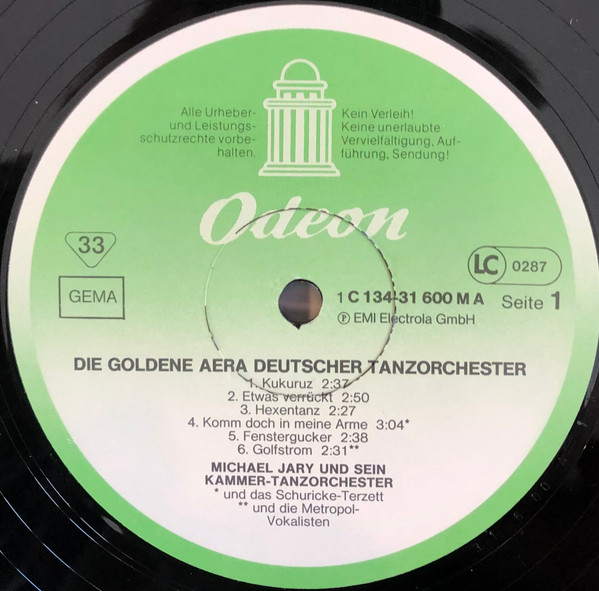 Alle Urheber-
und Leistungs-
schutzrechte vorbe-
halten.
Kein Verleih!
Keine unerlaubte
Vervielfältigung, Auf-
führung, Sendung!
Odeon
33
GEMA
LC 0287
1 C 134-31 600 M A
Seite 1
Ⓟ EMI Electrola GmbH
DIE GOLDENE AERA DEUTSCHER TANZORCHESTER
1. Kukuruz 2:37
2. Etwas verrückt 2:50
3. Hexentanz 2:27
4. Komm doch in meine Arme 3:04*
5. Fenstergucker 2:38
6. Golfstrom 2:31**
MICHAEL JARY UND SEIN
KAMMER-TANZORCHESTER
* und das Schuricke-Terzett
** und die Metropol-
Vokalisten